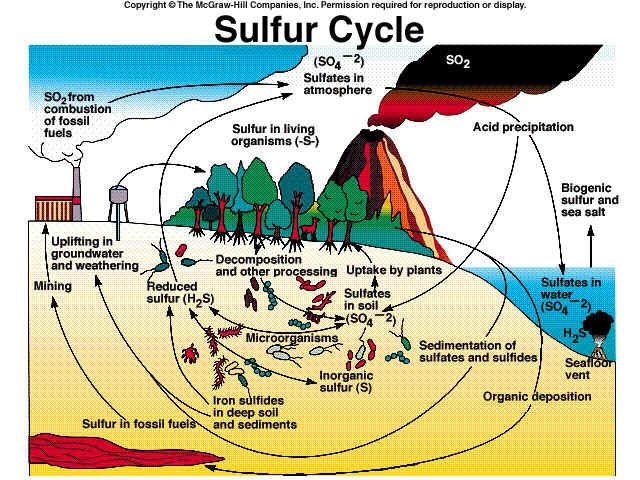 Copyright © The McGraw-Hill Companies, Inc. Permission required for reproduction or display.
Sulfur Cycle
(SO4 –2)
Sulfates in
atmosphere
SO2
SO2 from
combustion
of fossil
fuels
Sulfur in living
organisms (-S-)
Acid precipitation
Biogenic
sulfur and
sea salt
Uplifting in
groundwater
and weathering
Mining
Decomposition
and other processing
Uptake by plants
Reduced
sulfur (H2S)
Sulfates
in soil
(SO4 –2)
Sulfates in
water
(SO4 –2)
H2S
Seafloor
vent
Microorganisms
Sedimentation of
sulfates and sulfides
Inorganic
sulfur (S)
Organic deposition
Iron sulfides
in deep soil
and sediments
Sulfur in fossil fuels